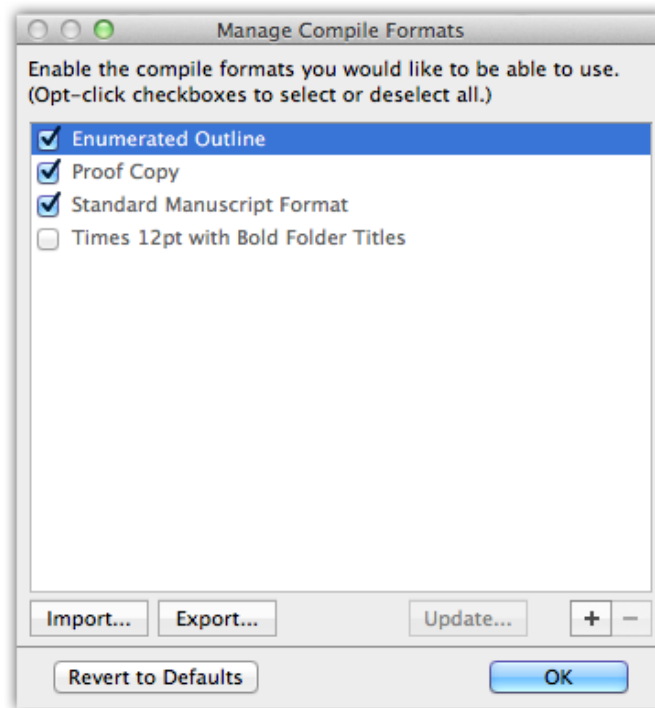 Manage Compile Formats
Enable the compile formats you would like to be able to use.
(Opt-click checkboxes to select or deselect all.)
Enumerated Outline
Proof Copy
Standard Manuscript Format
Times 12pt with Bold Folder Titles
Import... Export... Update... + −
Revert to Defaults OK